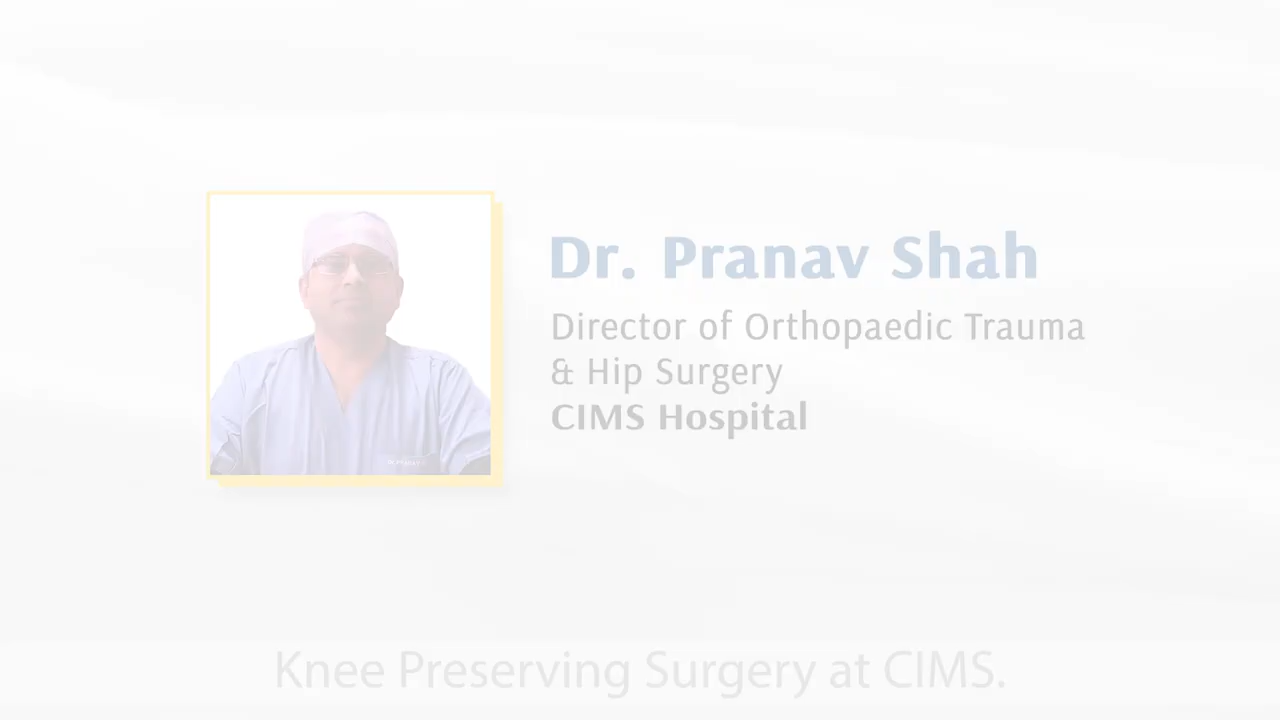 Dr. Pranav Shah
Director of Orthopaedic Trauma
& Hip Surgery
CIMS Hospital
Knee Preserving Surgery at CIMS.